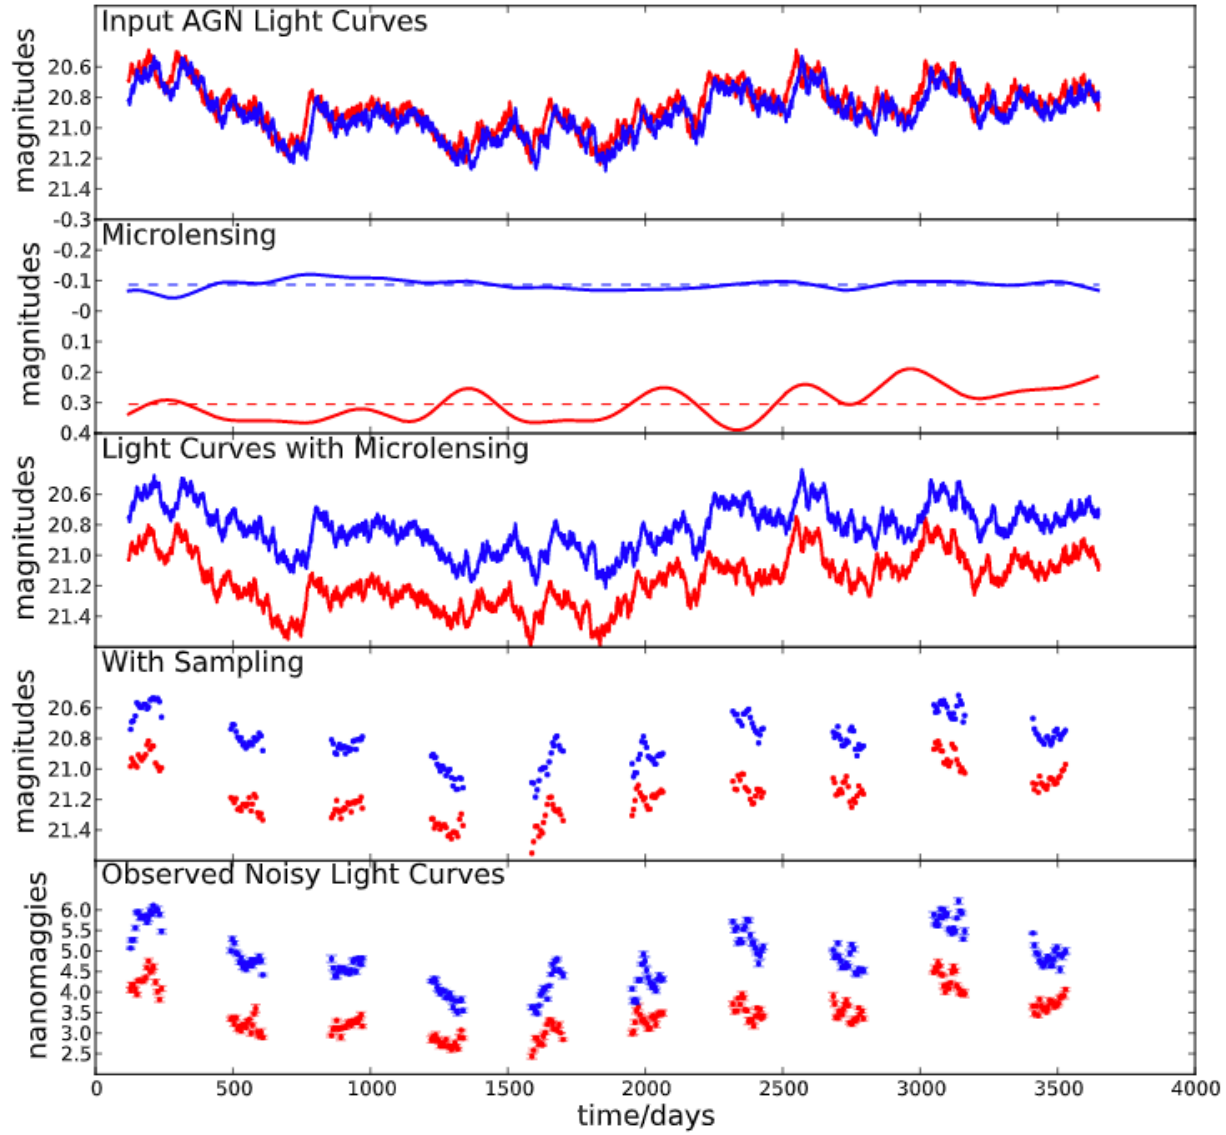 Input AGN Light Curves
magnitudes
20.6
20.8
21.0
21.2
21.4
Microlensing
magnitudes
-0.3
-0.2
-0.1
-0
0.1
0.2
0.3
0.4
Light Curves with Microlensing
magnitudes
20.6
20.8
21.0
21.2
21.4
With Sampling
magnitudes
20.6
20.8
21.0
21.2
21.4
Observed Noisy Light Curves
nanomaggies
6.0
5.5
5.0
4.5
4.0
3.5
3.0
2.5
0 500 1000 1500 2000 2500 3000 3500 4000
time/days